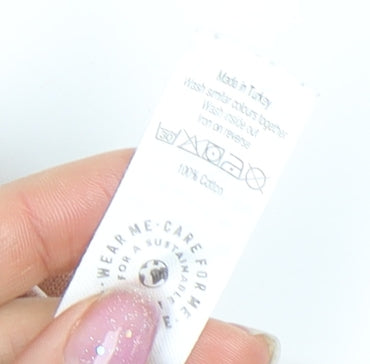 Made in Turkey
Wash similar colours together
Wash inside out
Iron on reverse
30
100% Cotton
· WEAR ME · CARE FOR ME ·
FOR A SUSTAINABLE